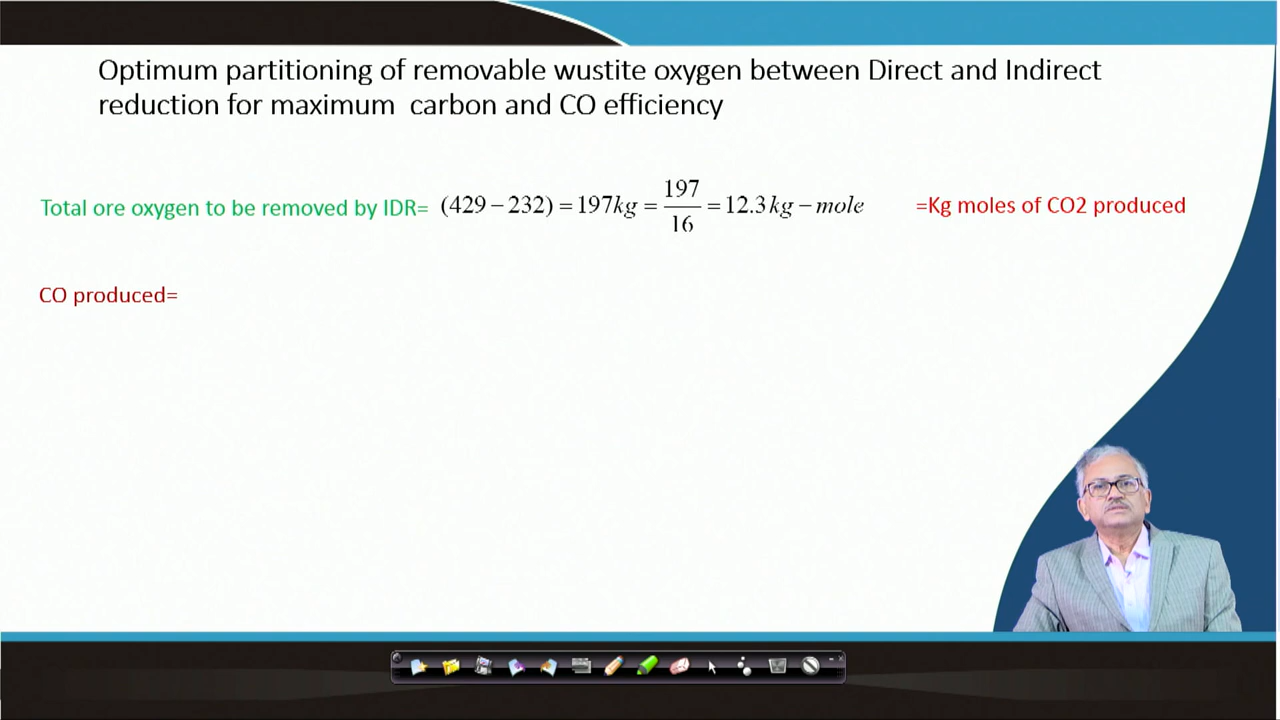 Optimum partitioning of removable wustite oxygen between Direct and Indirect
reduction for maximum carbon and CO efficiency
Total ore oxygen to be removed by IDR= (429 − 232) = 197kg = 197/16 = 12.3 kg − mole =Kg moles of CO2 produced
CO produced=